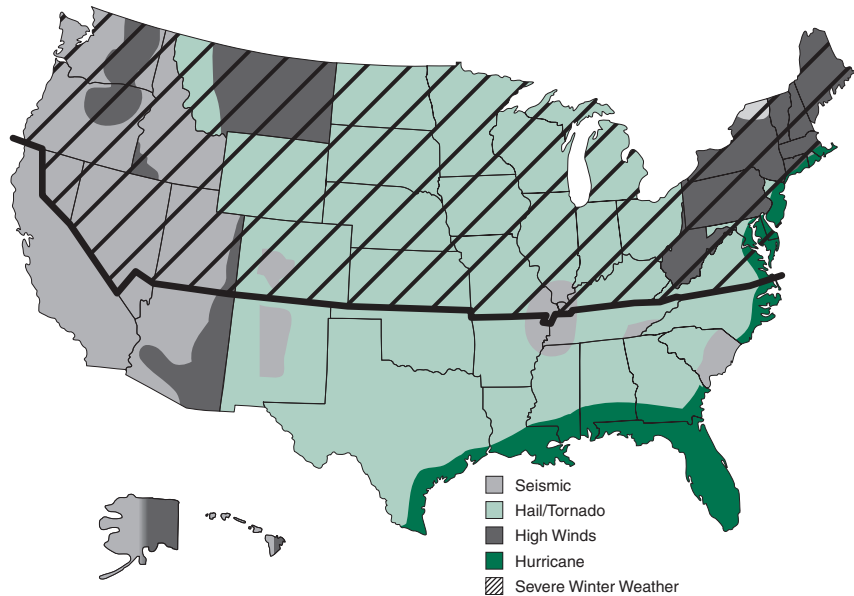 Seismic
Hail/Tornado
High Winds
Hurricane
Severe Winter Weather